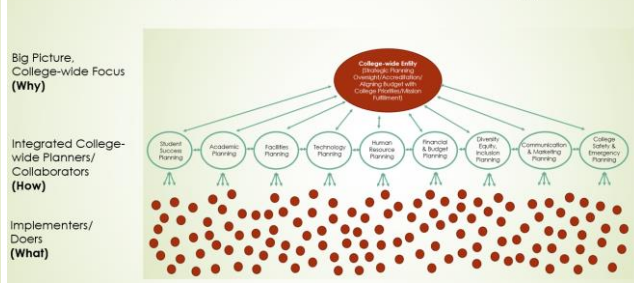 Big Picture,
College-wide Focus
(Why)
College-wide Entity
(Strategic Planning
Oversight/Accreditation/
Aligning Budget with
College Priorities/Mission
Fulfillment)
Integrated College-
wide Planners/
Collaborators
(How)
Student
Success
Planning
Academic
Planning
Facilities
Planning
Technology
Planning
Human
Resource
Planning
Financial
& Budget
Planning
Diversity
Equity,
Inclusion
Planning
Communication
& Marketing
Planning
College
Safety &
Emergency
Planning
Implementers/
Doers
(What)